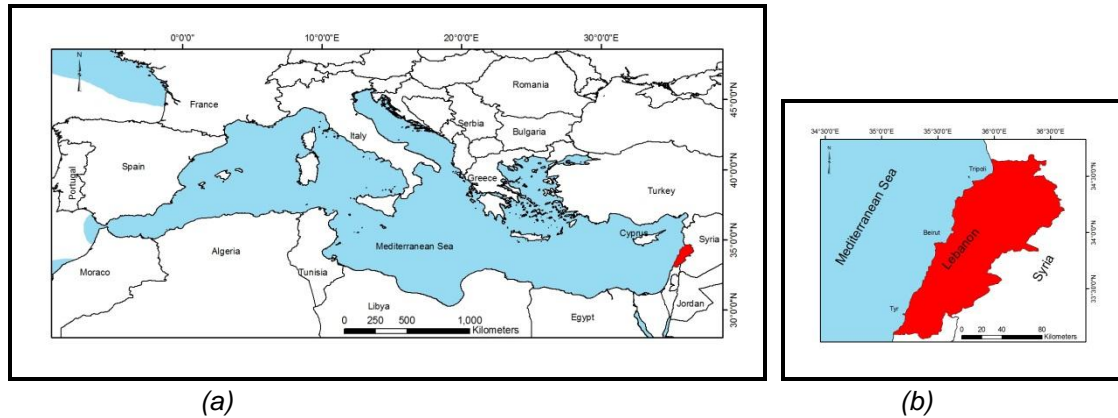 0°0'0" 10°0'0"E 20°0'0"E 30°0'0"E
France
Romania
Serbia
Italy
Bulgaria
Portugal
Spain
Greece
Turkey
Mediterranean Sea
Cyprus
Syria
Algeria
Moraco
Tunisia
Libya
Egypt
Jordan
0 250 500 1,000
Kilometers
45°0'0"N
40°0'0"N
35°0'0"N
30°0'0"N
(a)
34°30'0"E 35°0'0"E 35°30'0"E 36°0'0"E 36°30'0"E
Tripoli
Mediterranean Sea
Beirut
Lebanon
Syria
Tyr
0 20 40 80
Kilometers
(b)